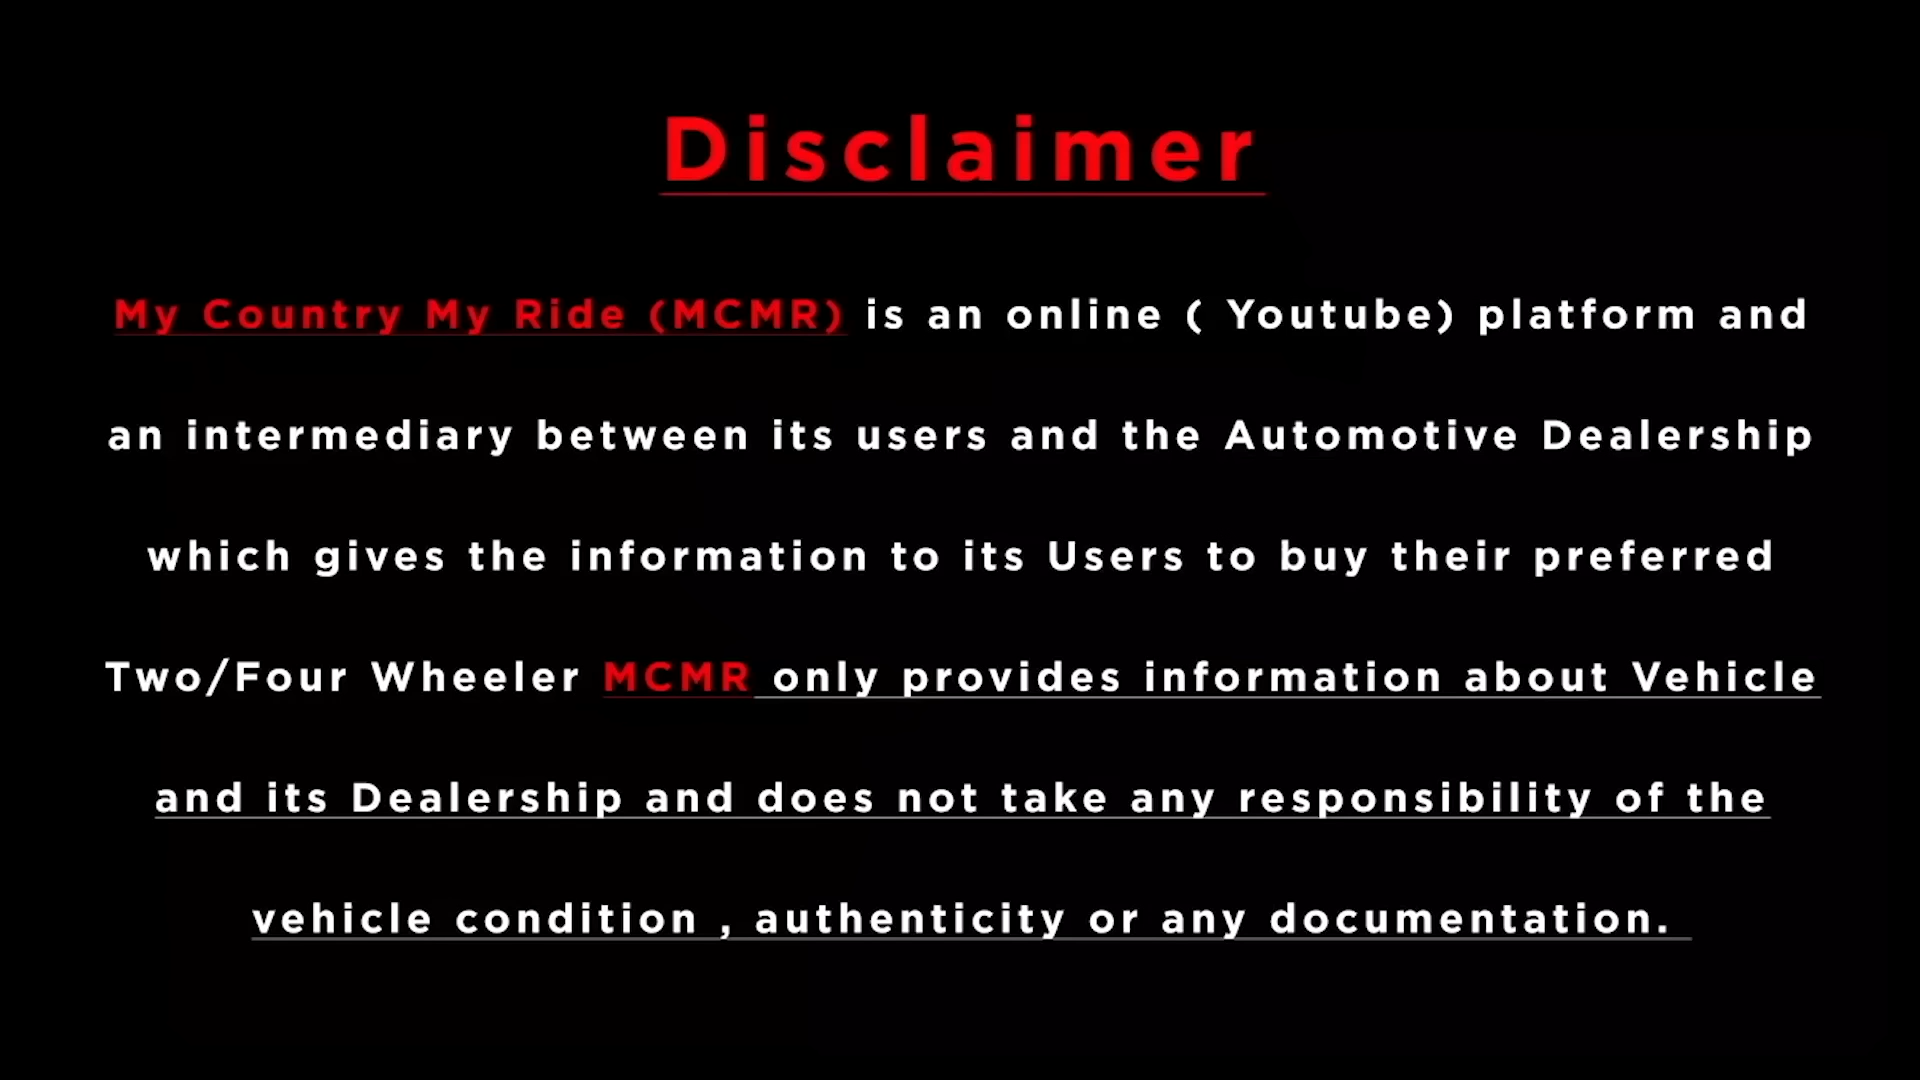 Disclaimer
My Country My Ride (MCMR) is an online ( Youtube) platform and
an intermediary between its users and the Automotive Dealership
which gives the information to its Users to buy their preferred
Two/Four Wheeler MCMR only provides information about Vehicle
and its Dealership and does not take any responsibility of the
vehicle condition , authenticity or any documentation.